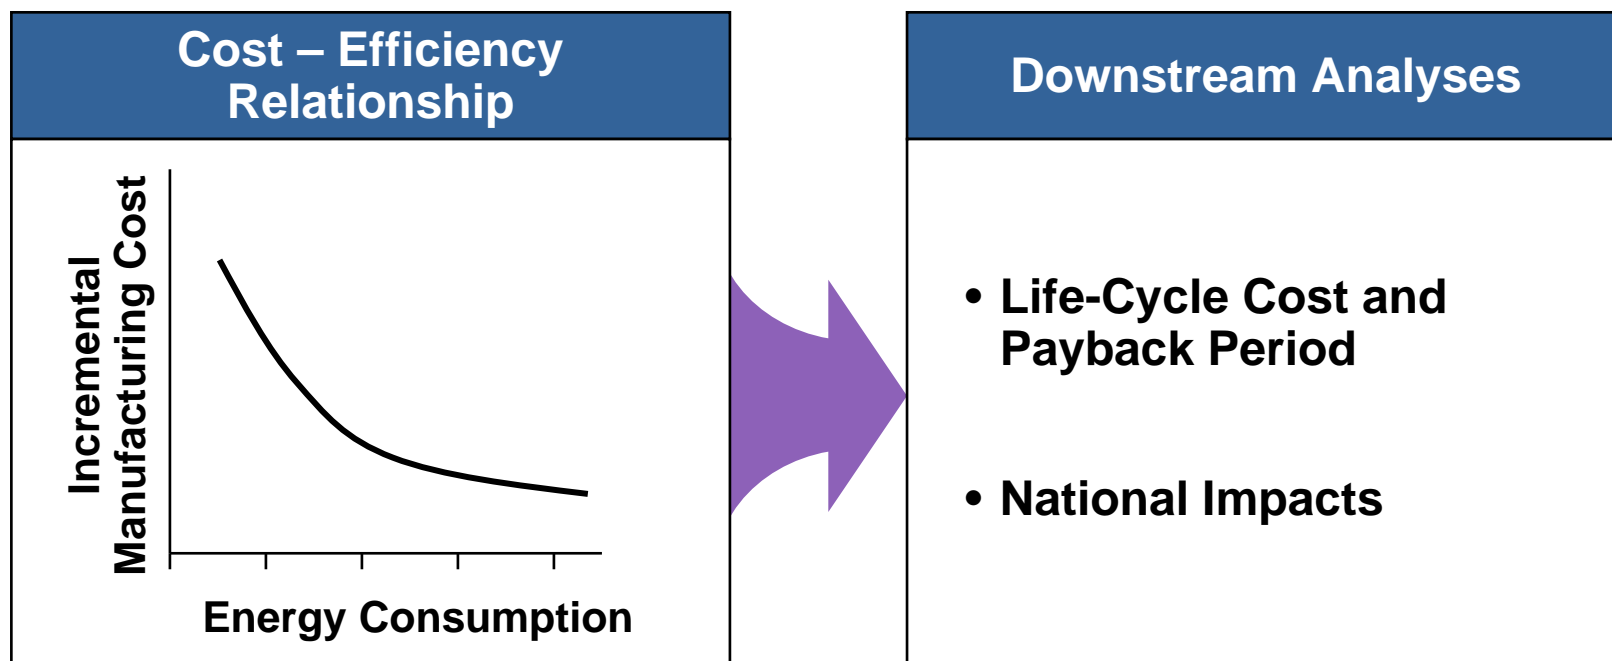 Cost – Efficiency
Relationship
Incremental
Manufacturing Cost
Energy Consumption
Downstream Analyses
• Life-Cycle Cost and
Payback Period
• National Impacts